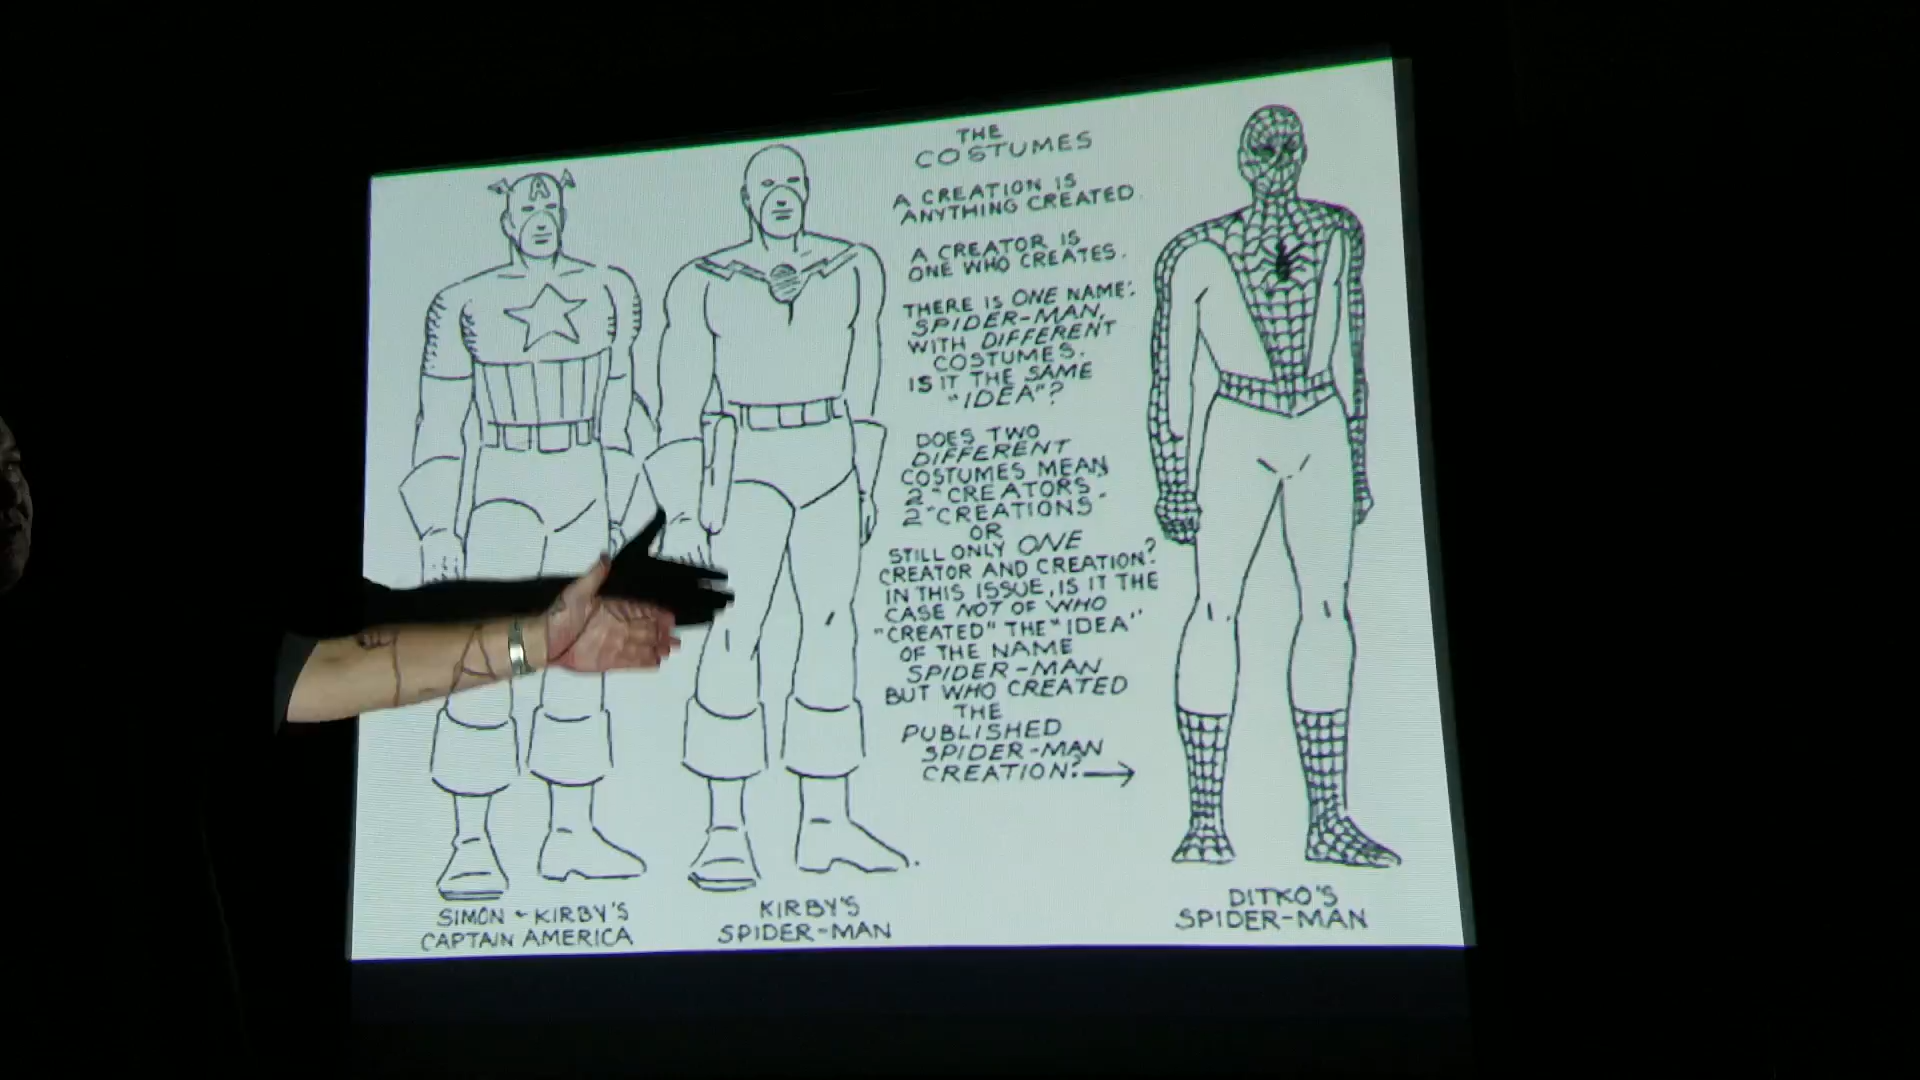 THE
COSTUMES
A CREATION IS
ANYTHING CREATED.
A CREATOR IS
ONE WHO CREATES.
THERE IS ONE NAME:
SPIDER-MAN,
WITH DIFFERENT
COSTUMES.
IS IT THE SAME
"IDEA"?
DOES TWO
DIFFERENT
COSTUMES MEAN
2 "CREATORS,
2 "CREATIONS"
OR
STILL ONLY ONE
CREATOR AND CREATION?
IN THIS ISSUE, IS IT THE
CASE NOT OF WHO
"CREATED" THE "IDEA"
OF THE NAME
SPIDER-MAN
BUT WHO CREATED
THE
PUBLISHED
SPIDER-MAN
CREATION? →
A
SIMON & KIRBY'S
CAPTAIN AMERICA
KIRBY'S
SPIDER-MAN
DITKO'S
SPIDER-MAN